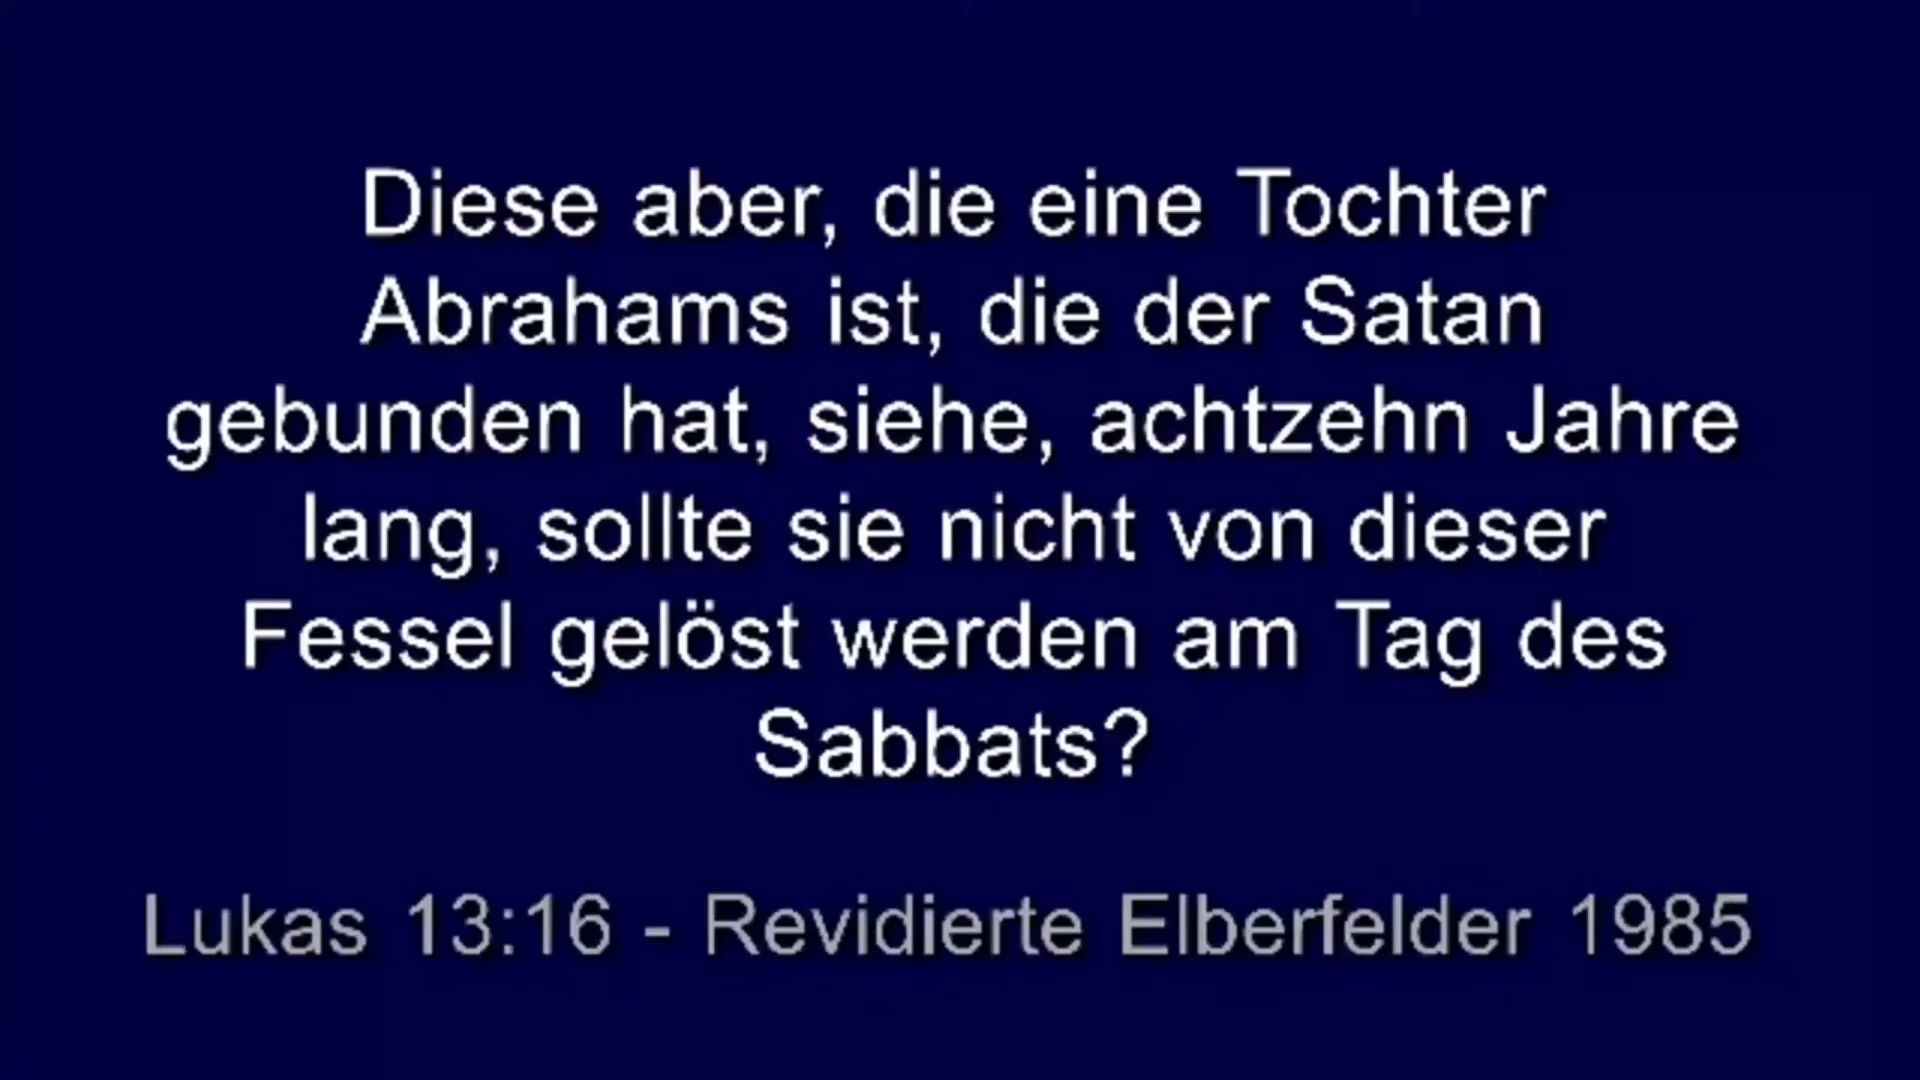 Diese aber, die eine Tochter
Abrahams ist, die der Satan
gebunden hat, siehe, achtzehn Jahre
lang, sollte sie nicht von dieser
Fessel gelöst werden am Tag des
Sabbats?
Lukas 13:16 - Revidierte Elberfelder 1985